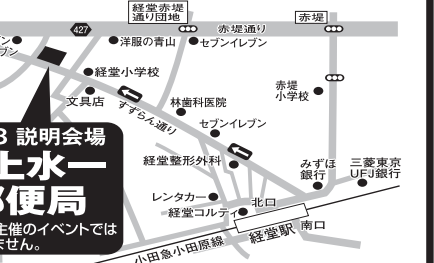 経堂赤堤
通り団地
赤堤
427
赤堤通り
洋服の青山
セブンイレブン
ブン
経堂小学校
赤堤
小学校
文具店
すずらん通り
林歯科医院
セブンイレブン
3 説明会場
上水一
便局
主催のイベントでは
ません。
経堂整形外科
みずほ
銀行
三菱東京
UFJ銀行
レンタカー
経堂コルティ
北口
経堂駅
南口
小田急小田原線